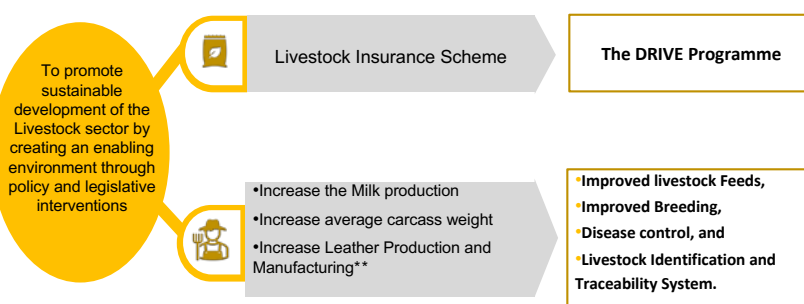 To promote
sustainable
development of the
Livestock sector by
creating an enabling
environment through
policy and legislative
interventions
Livestock Insurance Scheme
The DRIVE Programme
•Increase the Milk production
•Increase average carcass weight
•Increase Leather Production and
Manufacturing**
•Improved livestock Feeds,
•Improved Breeding,
•Disease control, and
•Livestock Identification and
Traceability System.